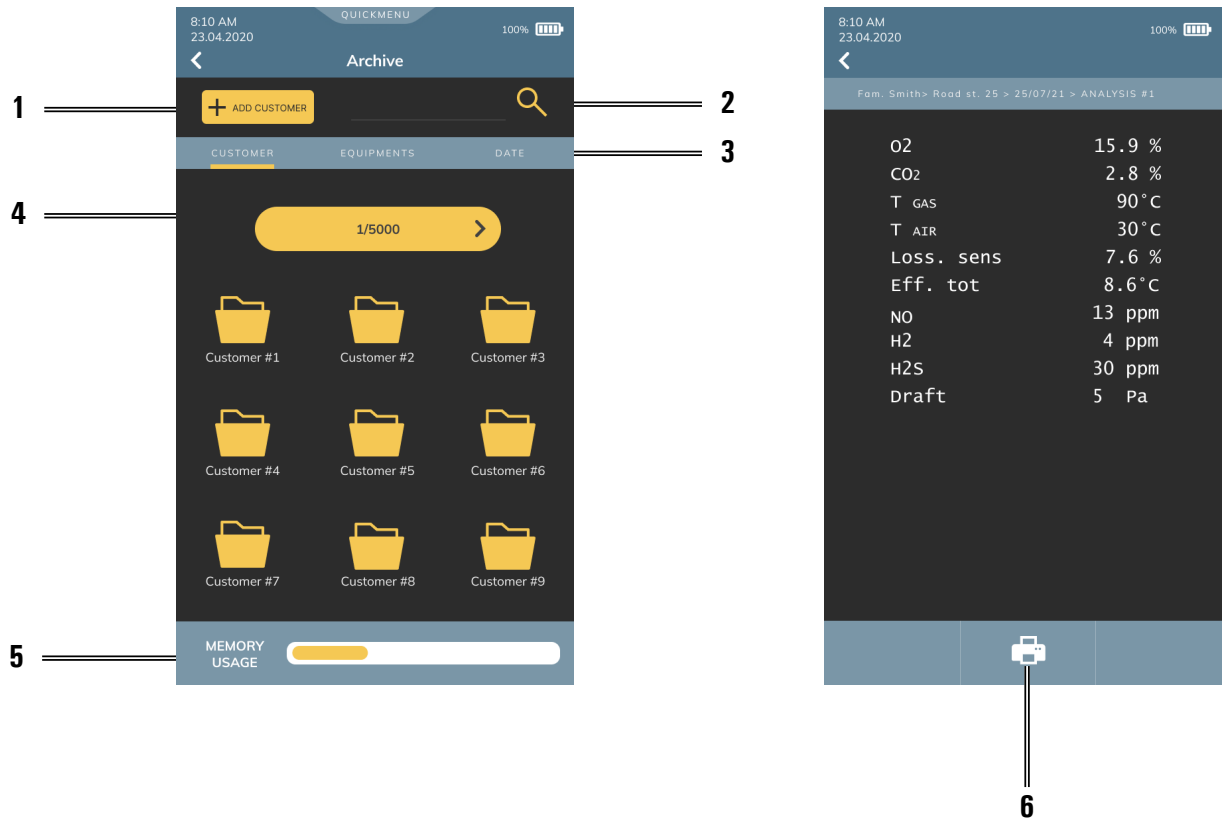 QUICKMENU
8:10 AM
23.04.2020
100%
Archive
1
ADD CUSTOMER
2
CUSTOMER EQUIPMENTS DATE
3
4
1/5000
Customer #1 Customer #2 Customer #3
Customer #4 Customer #5 Customer #6
Customer #7 Customer #8 Customer #9
5
MEMORY
USAGE
8:10 AM
23.04.2020
100%
Fam. Smith> Road st. 25 > 25/07/21 > ANALYSIS #1
O2 15.9 %
CO2 2.8 %
T GAS 90°C
T AIR 30°C
Loss. sens 7.6 %
Eff. tot 8.6°C
NO 13 ppm
H2 4 ppm
H2S 30 ppm
Draft 5 Pa
6